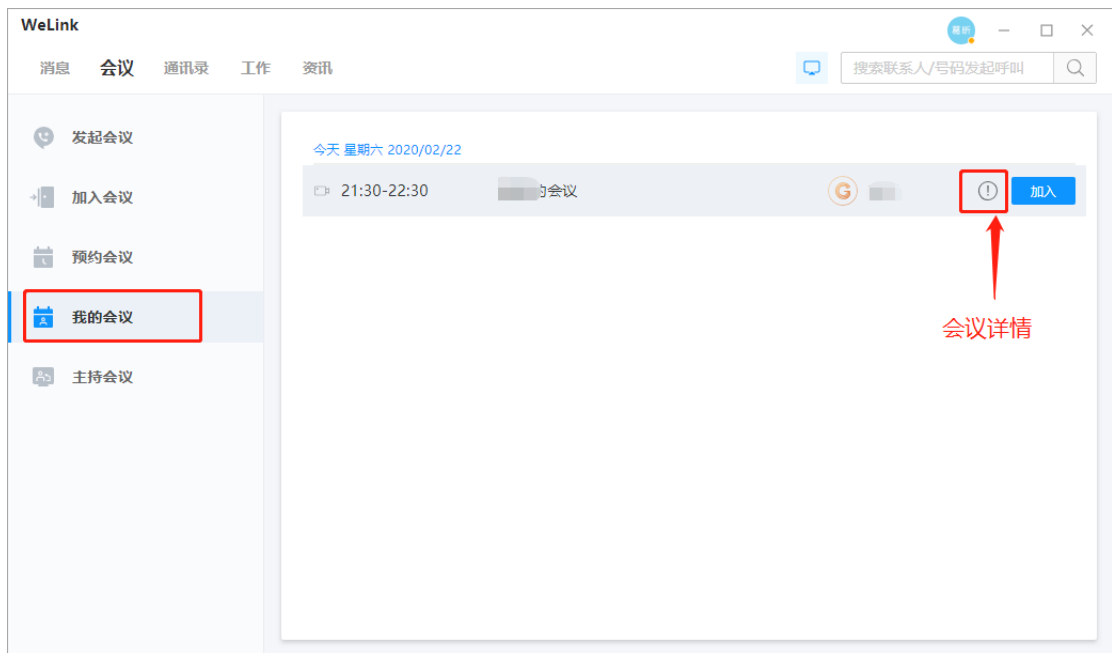 WeLink
消息 会议 通讯录 工作 资讯
搜索联系人/号码发起呼叫
发起会议
加入会议
预约会议
我的会议
主持会议
今天 星期六 2020/02/22
21:30-22:30 的会议 G 加入
会议详情